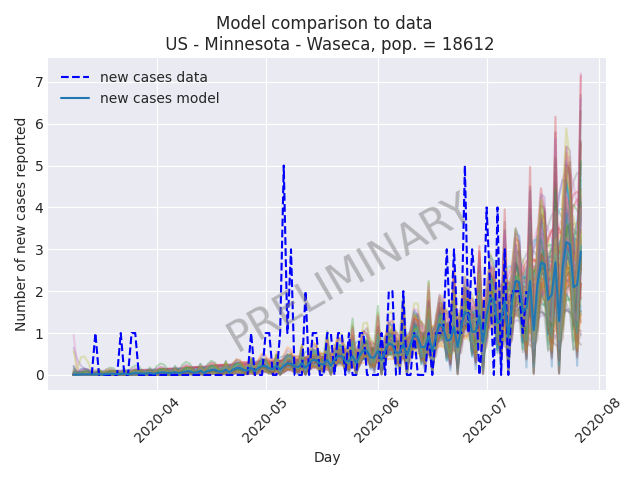 Model comparison to data
US - Minnesota - Waseca, pop. = 18612
new cases data
new cases model
PRELIMINARY
Number of new cases reported
7
6
5
4
3
2
1
0
2020-04
2020-05
2020-06
2020-07
2020-08
Day